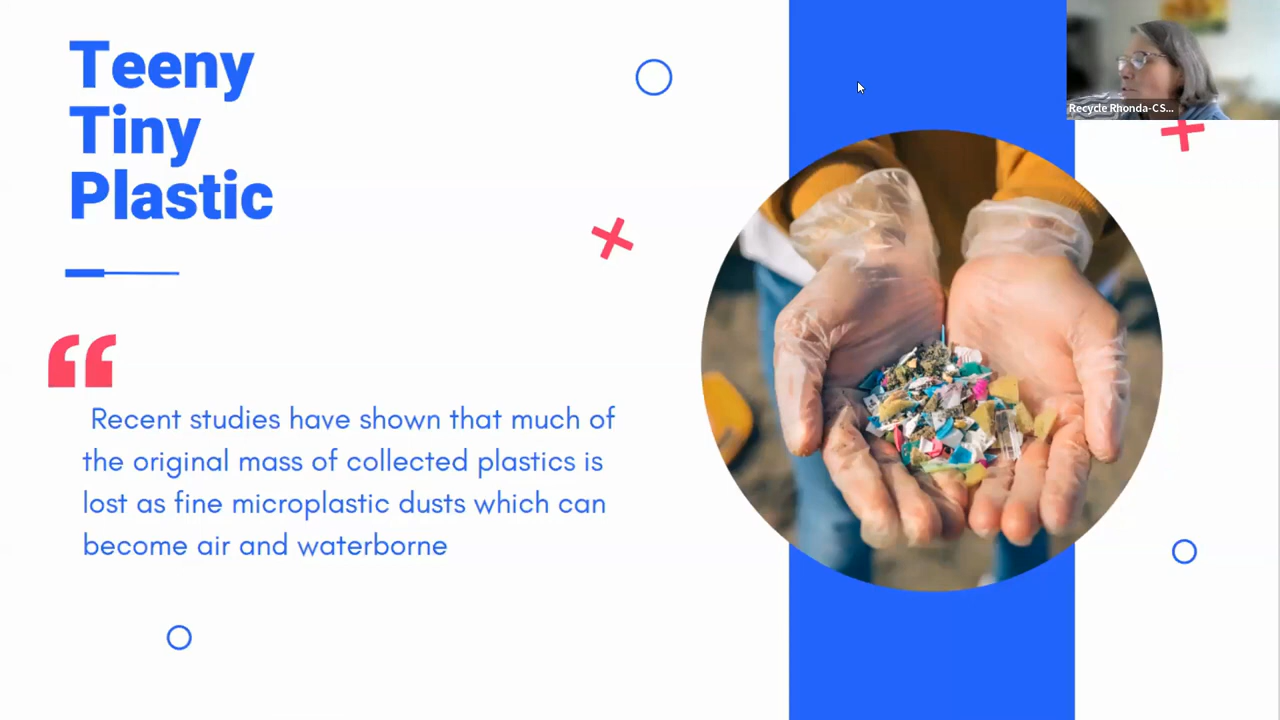 Teeny
Tiny
Plastic
“
Recent studies have shown that much of
the original mass of collected plastics is
lost as fine microplastic dusts which can
become air and waterborne
Recycle Rhonda-CS...